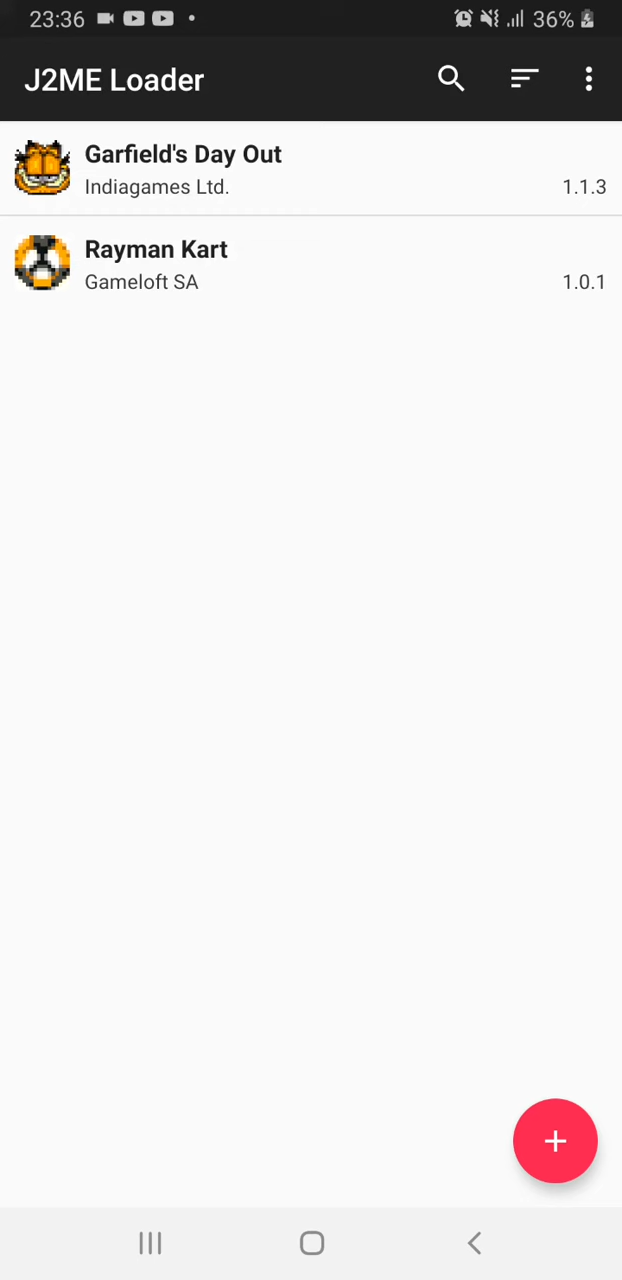 23:36
36%
J2ME Loader
Garfield's Day Out
Indiagames Ltd.
1.1.3
Rayman Kart
Gameloft SA
1.0.1